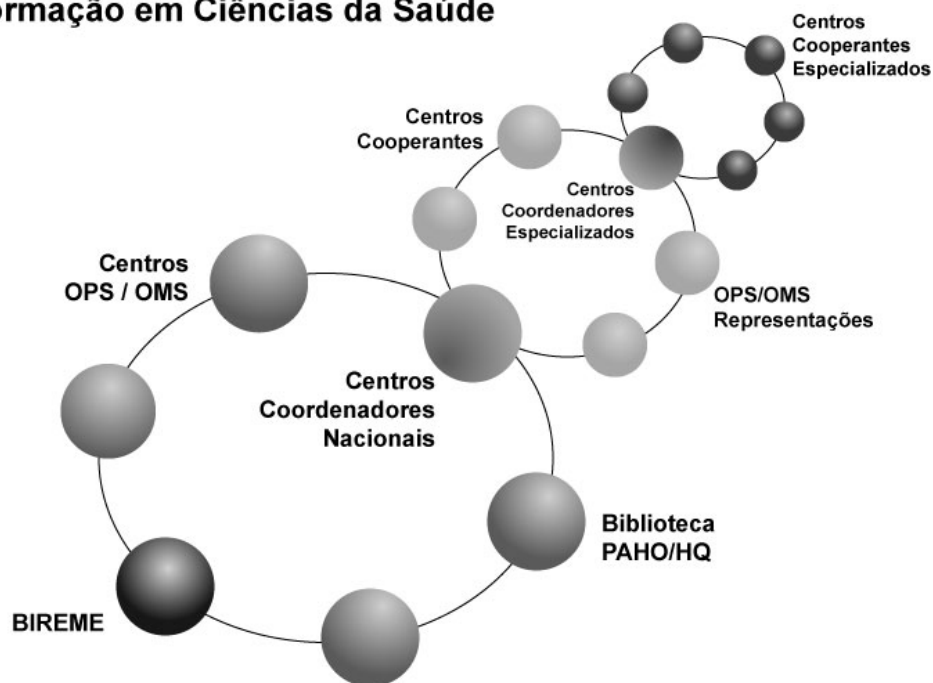 ormação em Ciências da Saúde
Centros
Cooperantes
Especializados
Centros
Cooperantes
Centros
Coordenadores
Especializados
Centros
OPS / OMS
OPS/OMS
Representações
Centros
Coordenadores
Nacionais
Biblioteca
PAHO/HQ
BIREME